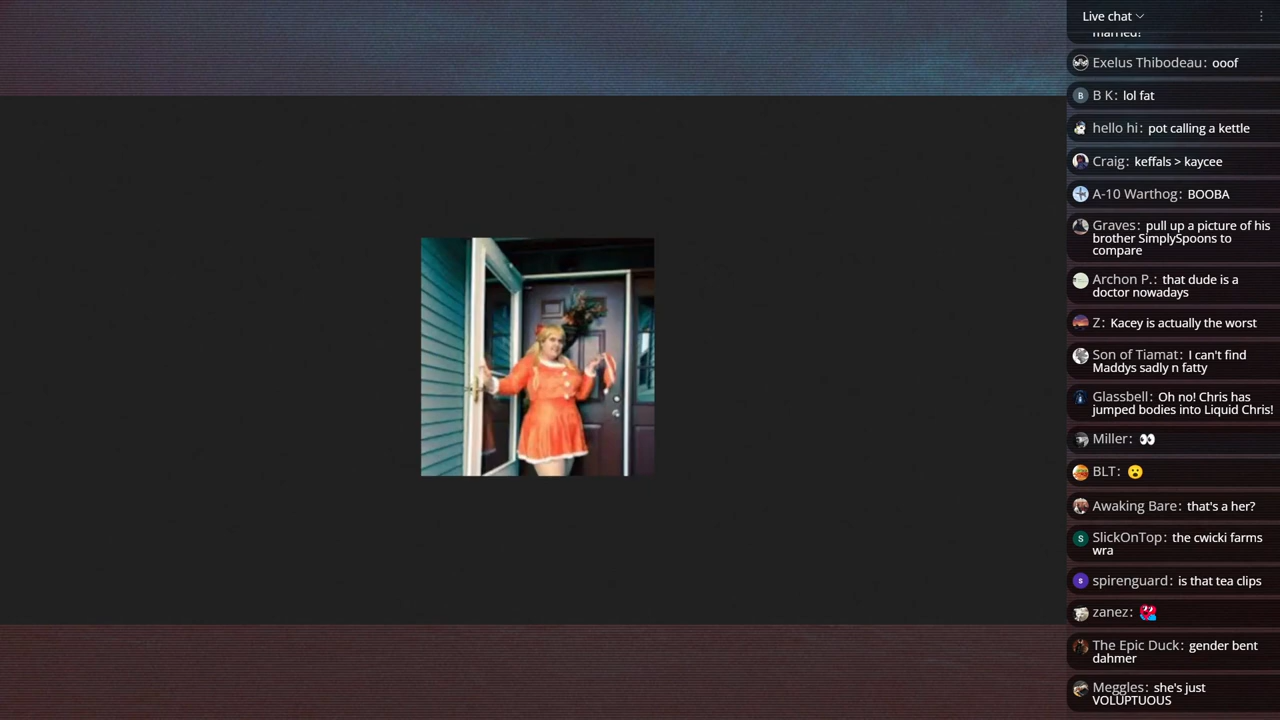 Live chat
married?
Exelus Thibodeau: ooof
B
B K: lol fat
hello hi: pot calling a kettle
Craig: keffals > kaycee
A-10 Warthog: BOOBA
Graves: pull up a picture of his
brother SimplySpoons to
compare
Archon P.: that dude is a
doctor nowadays
Z: Kacey is actually the worst
Son of Tiamat: I can't find
Maddys sadly n fatty
Glassbell: Oh no! Chris has
jumped bodies into Liquid Chris!
Miller: 👀
BLT: 😮
Awaking Bare: that's a her?
S
SlickOnTop: the cwicki farms
wra
s
spirenguard: is that tea clips
zanez:
The Epic Duck: gender bent
dahmer
Meggles: she's just
VOLUPTUOUS